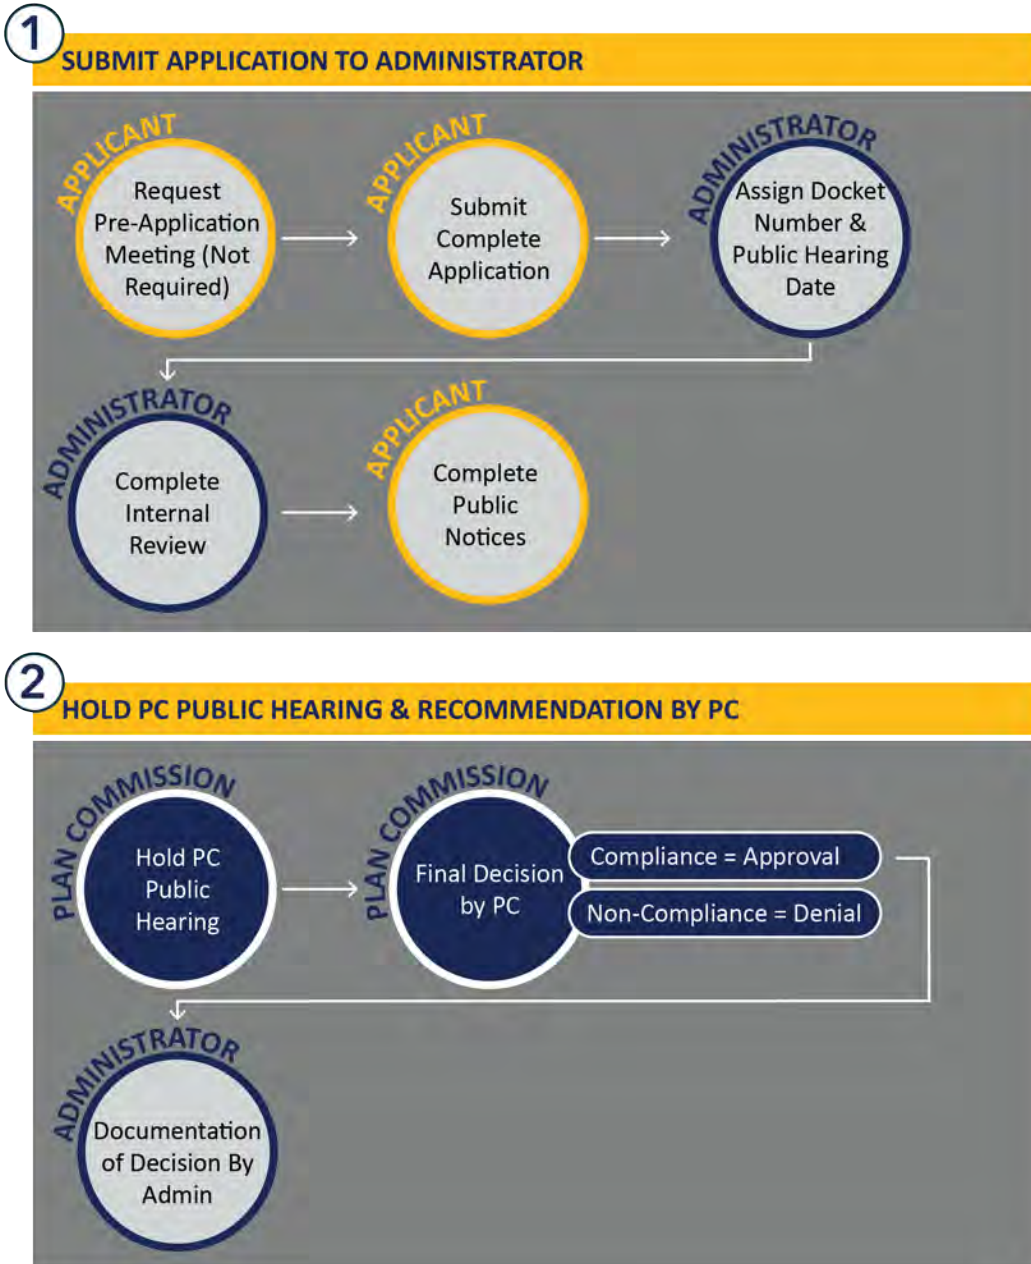 1
SUBMIT APPLICATION TO ADMINISTRATOR
APPLICANT
Request
Pre-Application
Meeting (Not
Required)
APPLICANT
Submit
Complete
Application
ADMINISTRATOR
Assign Docket
Number &
Public Hearing
Date
ADMINISTRATOR
Complete
Internal
Review
APPLICANT
Complete
Public
Notices
2
HOLD PC PUBLIC HEARING & RECOMMENDATION BY PC
PLAN COMMISSION
Hold PC
Public
Hearing
PLAN COMMISSION
Final Decision
by PC
Compliance = Approval
Non-Compliance = Denial
ADMINISTRATOR
Documentation
of Decision By
Admin